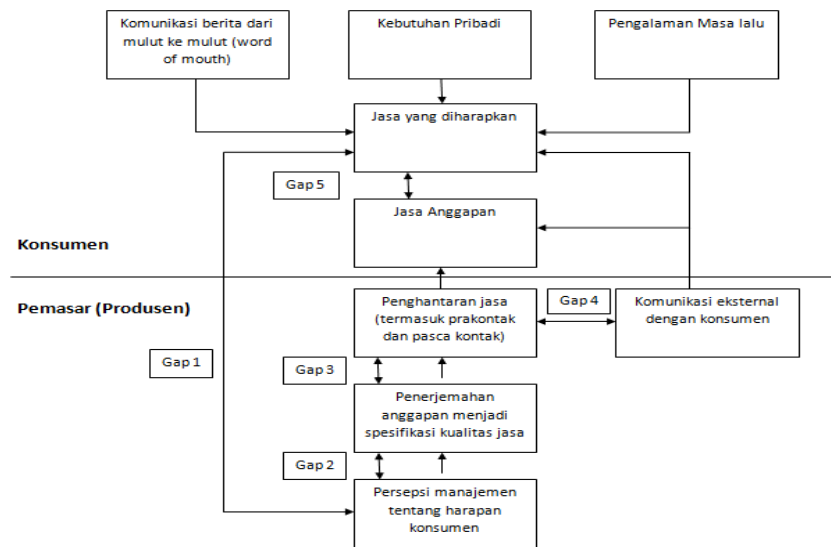 Komunikasi berita dari
mulut ke mulut (word
of mouth)
Kebutuhan Pribadi
Pengalaman Masa lalu
Jasa yang diharapkan
Gap 5
Jasa Anggapan
Konsumen
Pemasar (Produsen)
Penghantaran jasa
(termasuk prakontak
dan pasca kontak)
Gap 4
Komunikasi eksternal
dengan konsumen
Gap 1
Gap 3
Penerjemahan
anggapan menjadi
spesifikasi kualitas jasa
Gap 2
Persepsi manajemen
tentang harapan
konsumen